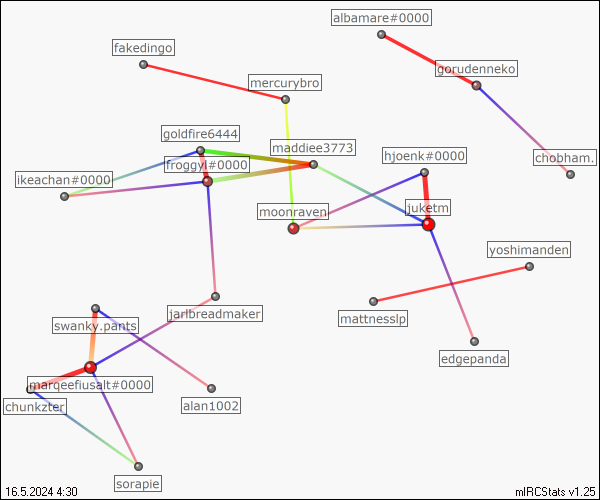 albamare#0000
fakedingo
gorudenneko
mercurybro
goldfire6444
maddiee3773
froggyl#0000
hjoenk#0000
chobham.
ikeachan#0000
moonraven
juketm
yoshimanden
jarlbreadmaker
mattnesslp
swanky.pants
edgepanda
marqeefiusalt#0000
chunkzter
alan1002
sorapie
16.5.2024 4:30
mIRCStats v1.25